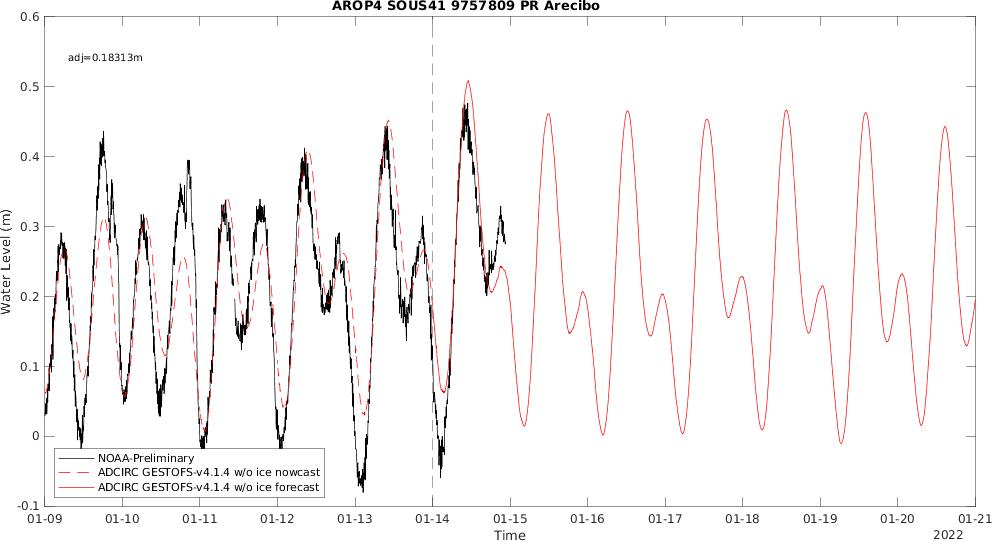 AROP4 SOUS41 9757809 PR Arecibo
0.6
adj=0.18313m
0.5
0.4
0.3
0.2
0.1
0
-0.1
Water Level (m)
NOAA-Preliminary
ADCIRC GESTOFS-v4.1.4 w/o ice nowcast
ADCIRC GESTOFS-v4.1.4 w/o ice forecast
01-09 01-10 01-11 01-12 01-13 01-14 01-15 01-16 01-17 01-18 01-19 01-20 01-21
Time
2022